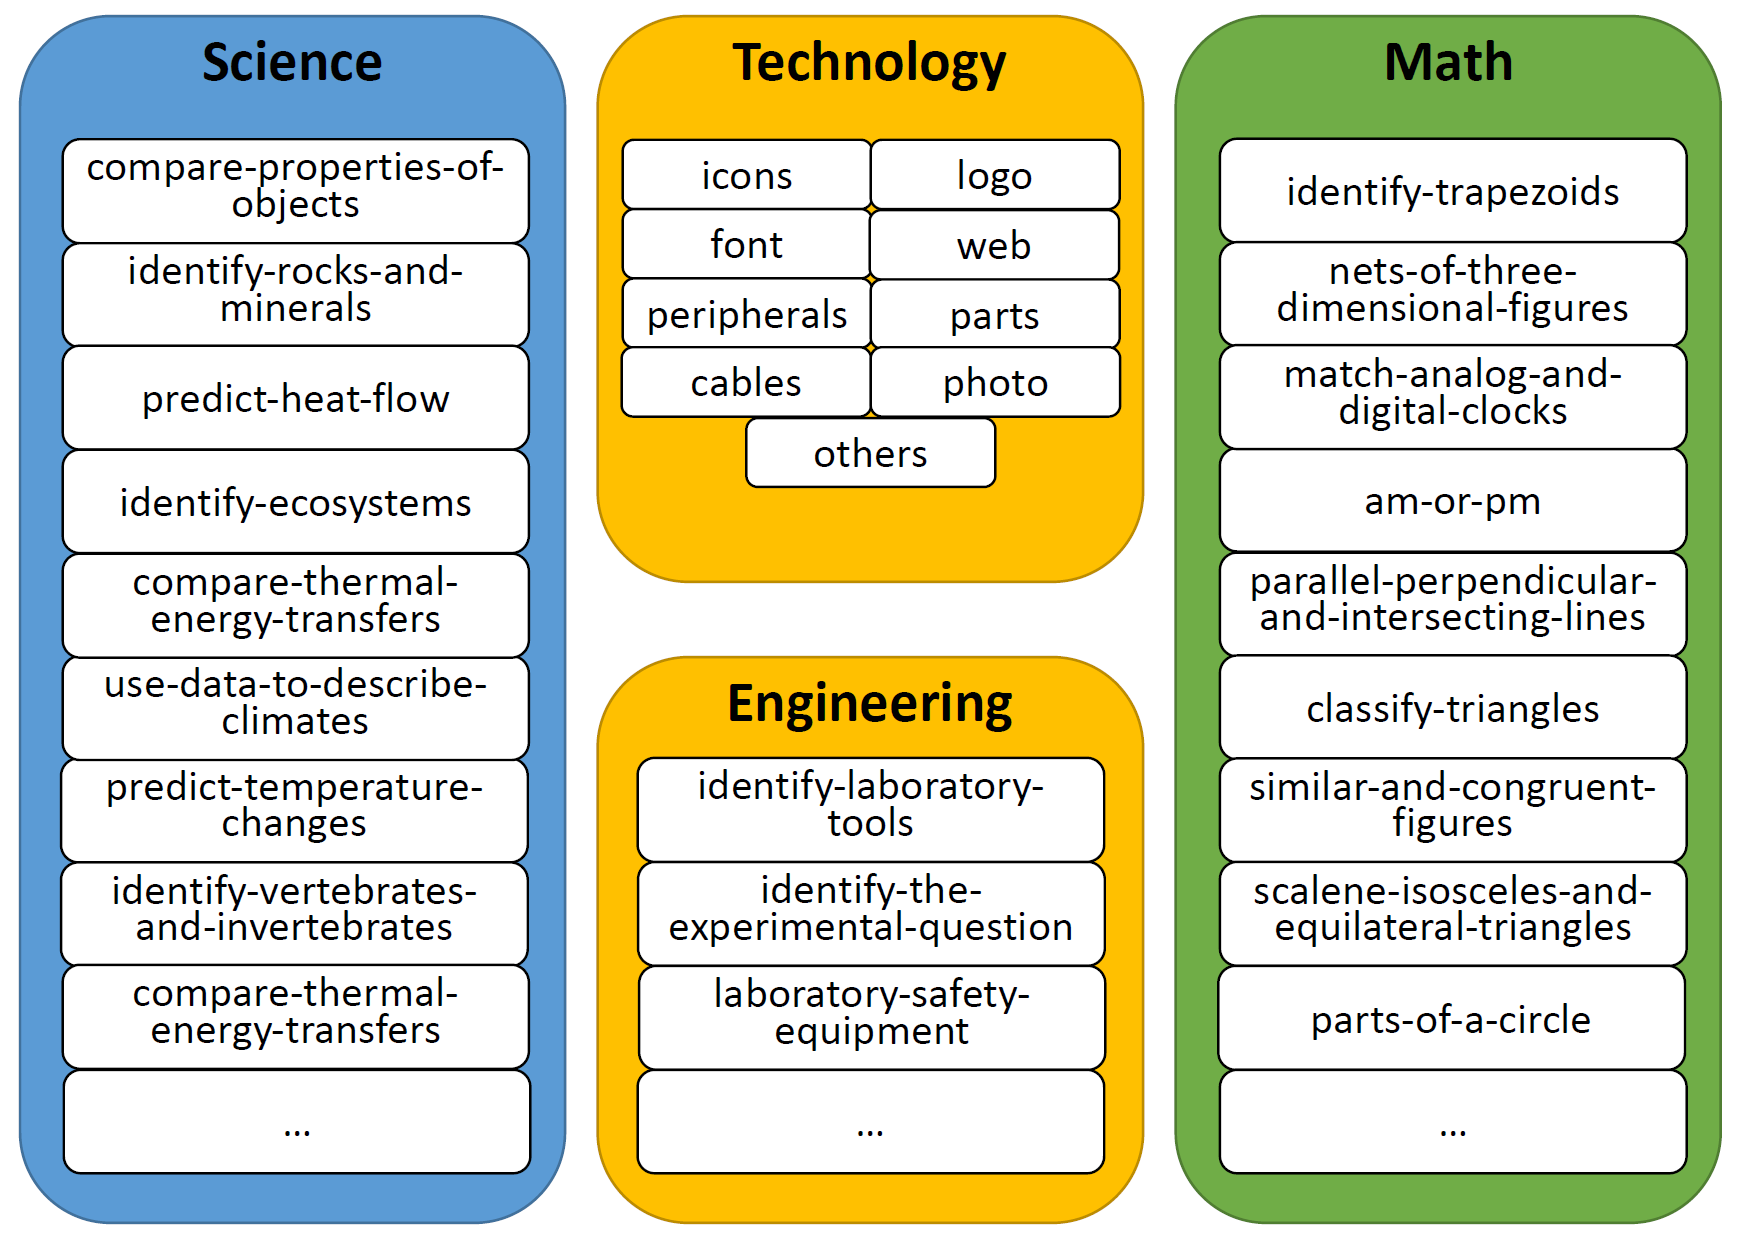 Science
compare-properties-of-
objects
identify-rocks-and-
minerals
predict-heat-flow
identify-ecosystems
compare-thermal-
energy-transfers
use-data-to-describe-
climates
predict-temperature-
changes
identify-vertebrates-
and-invertebrates
compare-thermal-
energy-transfers
...
Technology
icons
logo
font
web
peripherals
parts
cables
photo
others
Engineering
identify-laboratory-
tools
identify-the-
experimental-question
laboratory-safety-
equipment
...
Math
identify-trapezoids
nets-of-three-
dimensional-figures
match-analog-and-
digital-clocks
am-or-pm
parallel-perpendicular-
and-intersecting-lines
classify-triangles
similar-and-congruent-
figures
scalene-isosceles-and-
equilateral-triangles
parts-of-a-circle
...